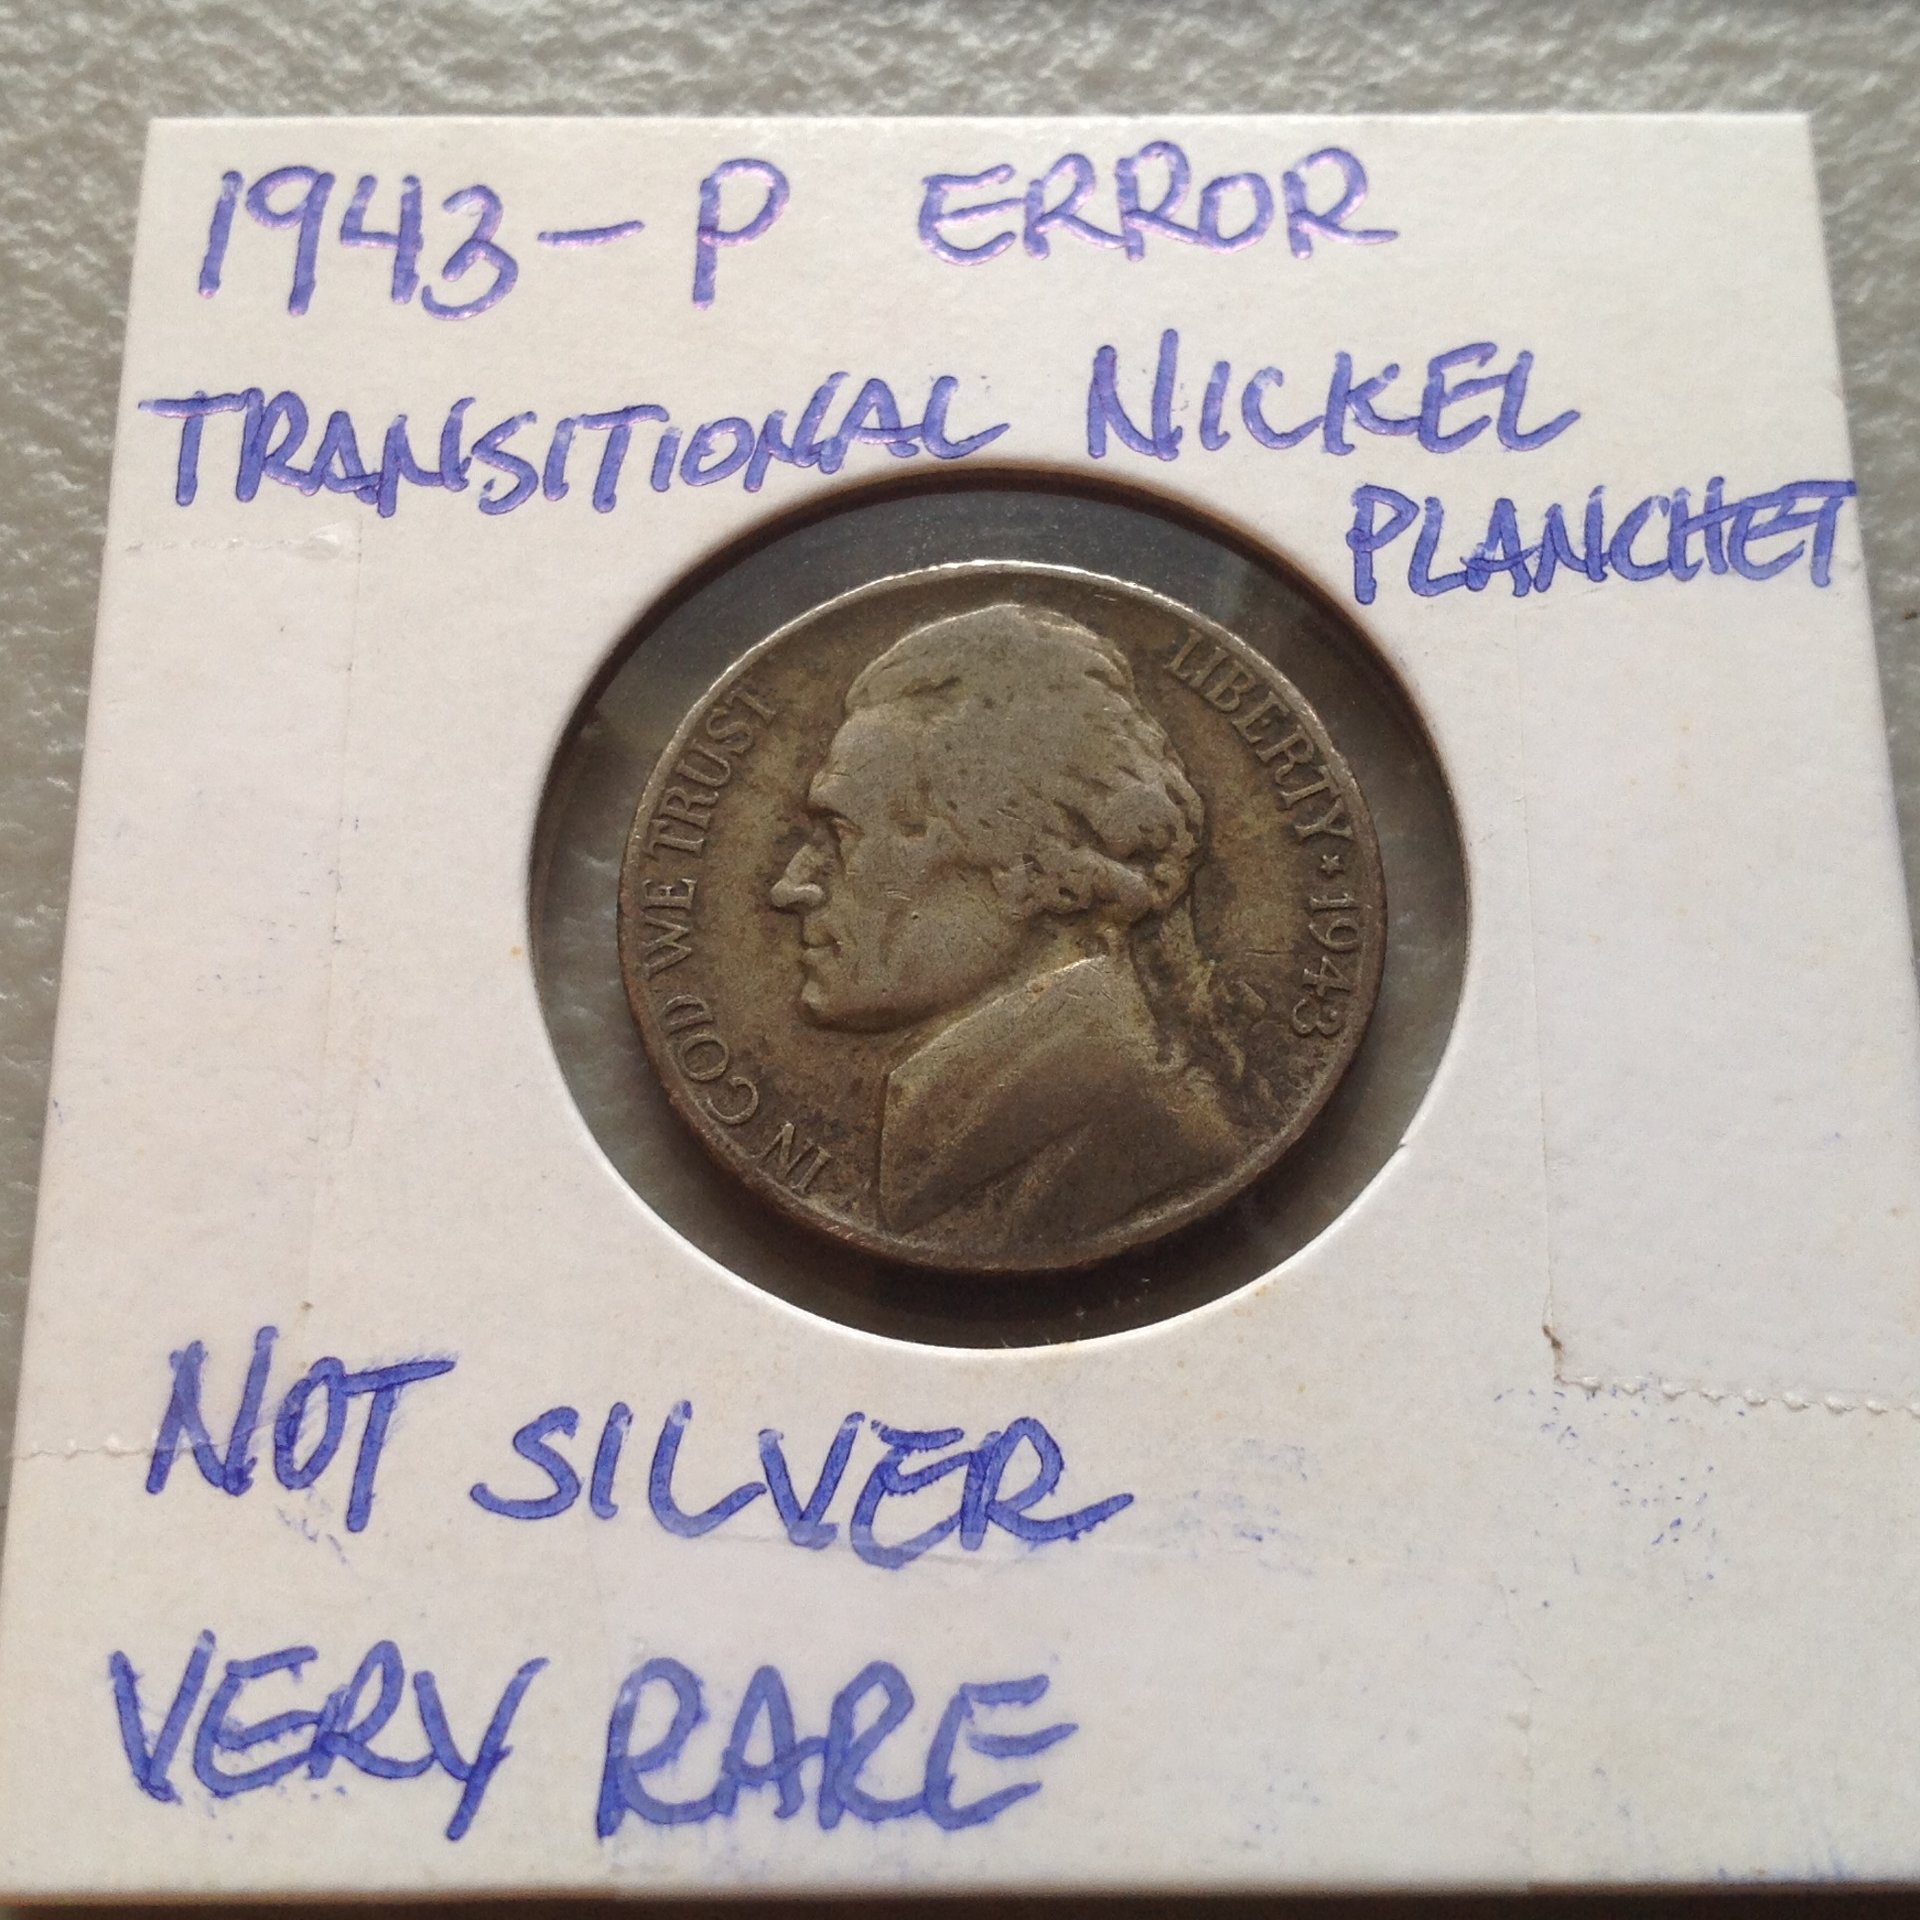 1943-P ERROR
TRANSITIONAL NICKEL
PLANCHET
IN GOD WE TRUST
LIBERTY ★ 1943
NOT SILVER
VERY RARE